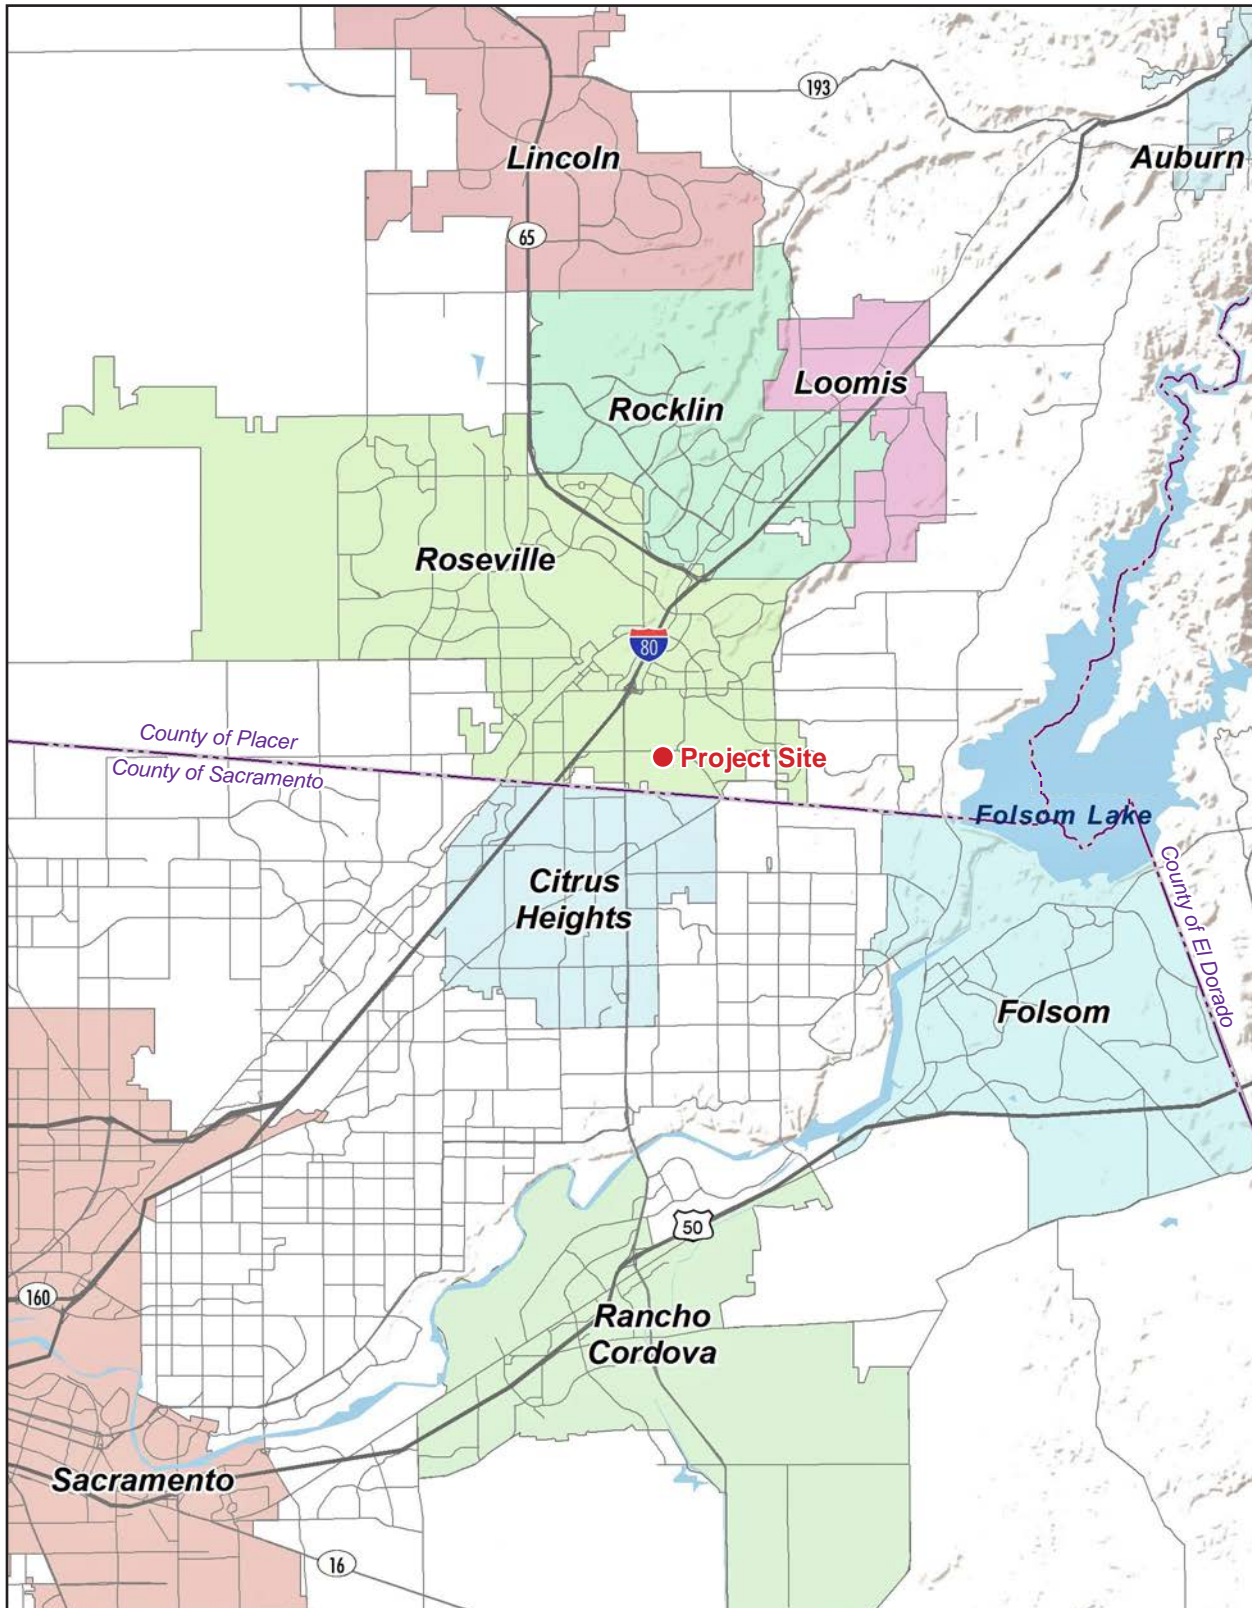 193
Lincoln
Auburn
65
Loomis
Rocklin
Roseville
80
County of Placer
County of Sacramento
Project Site
Folsom Lake
County of El Dorado
Citrus
Heights
Folsom
50
160
Rancho
Cordova
Sacramento
16